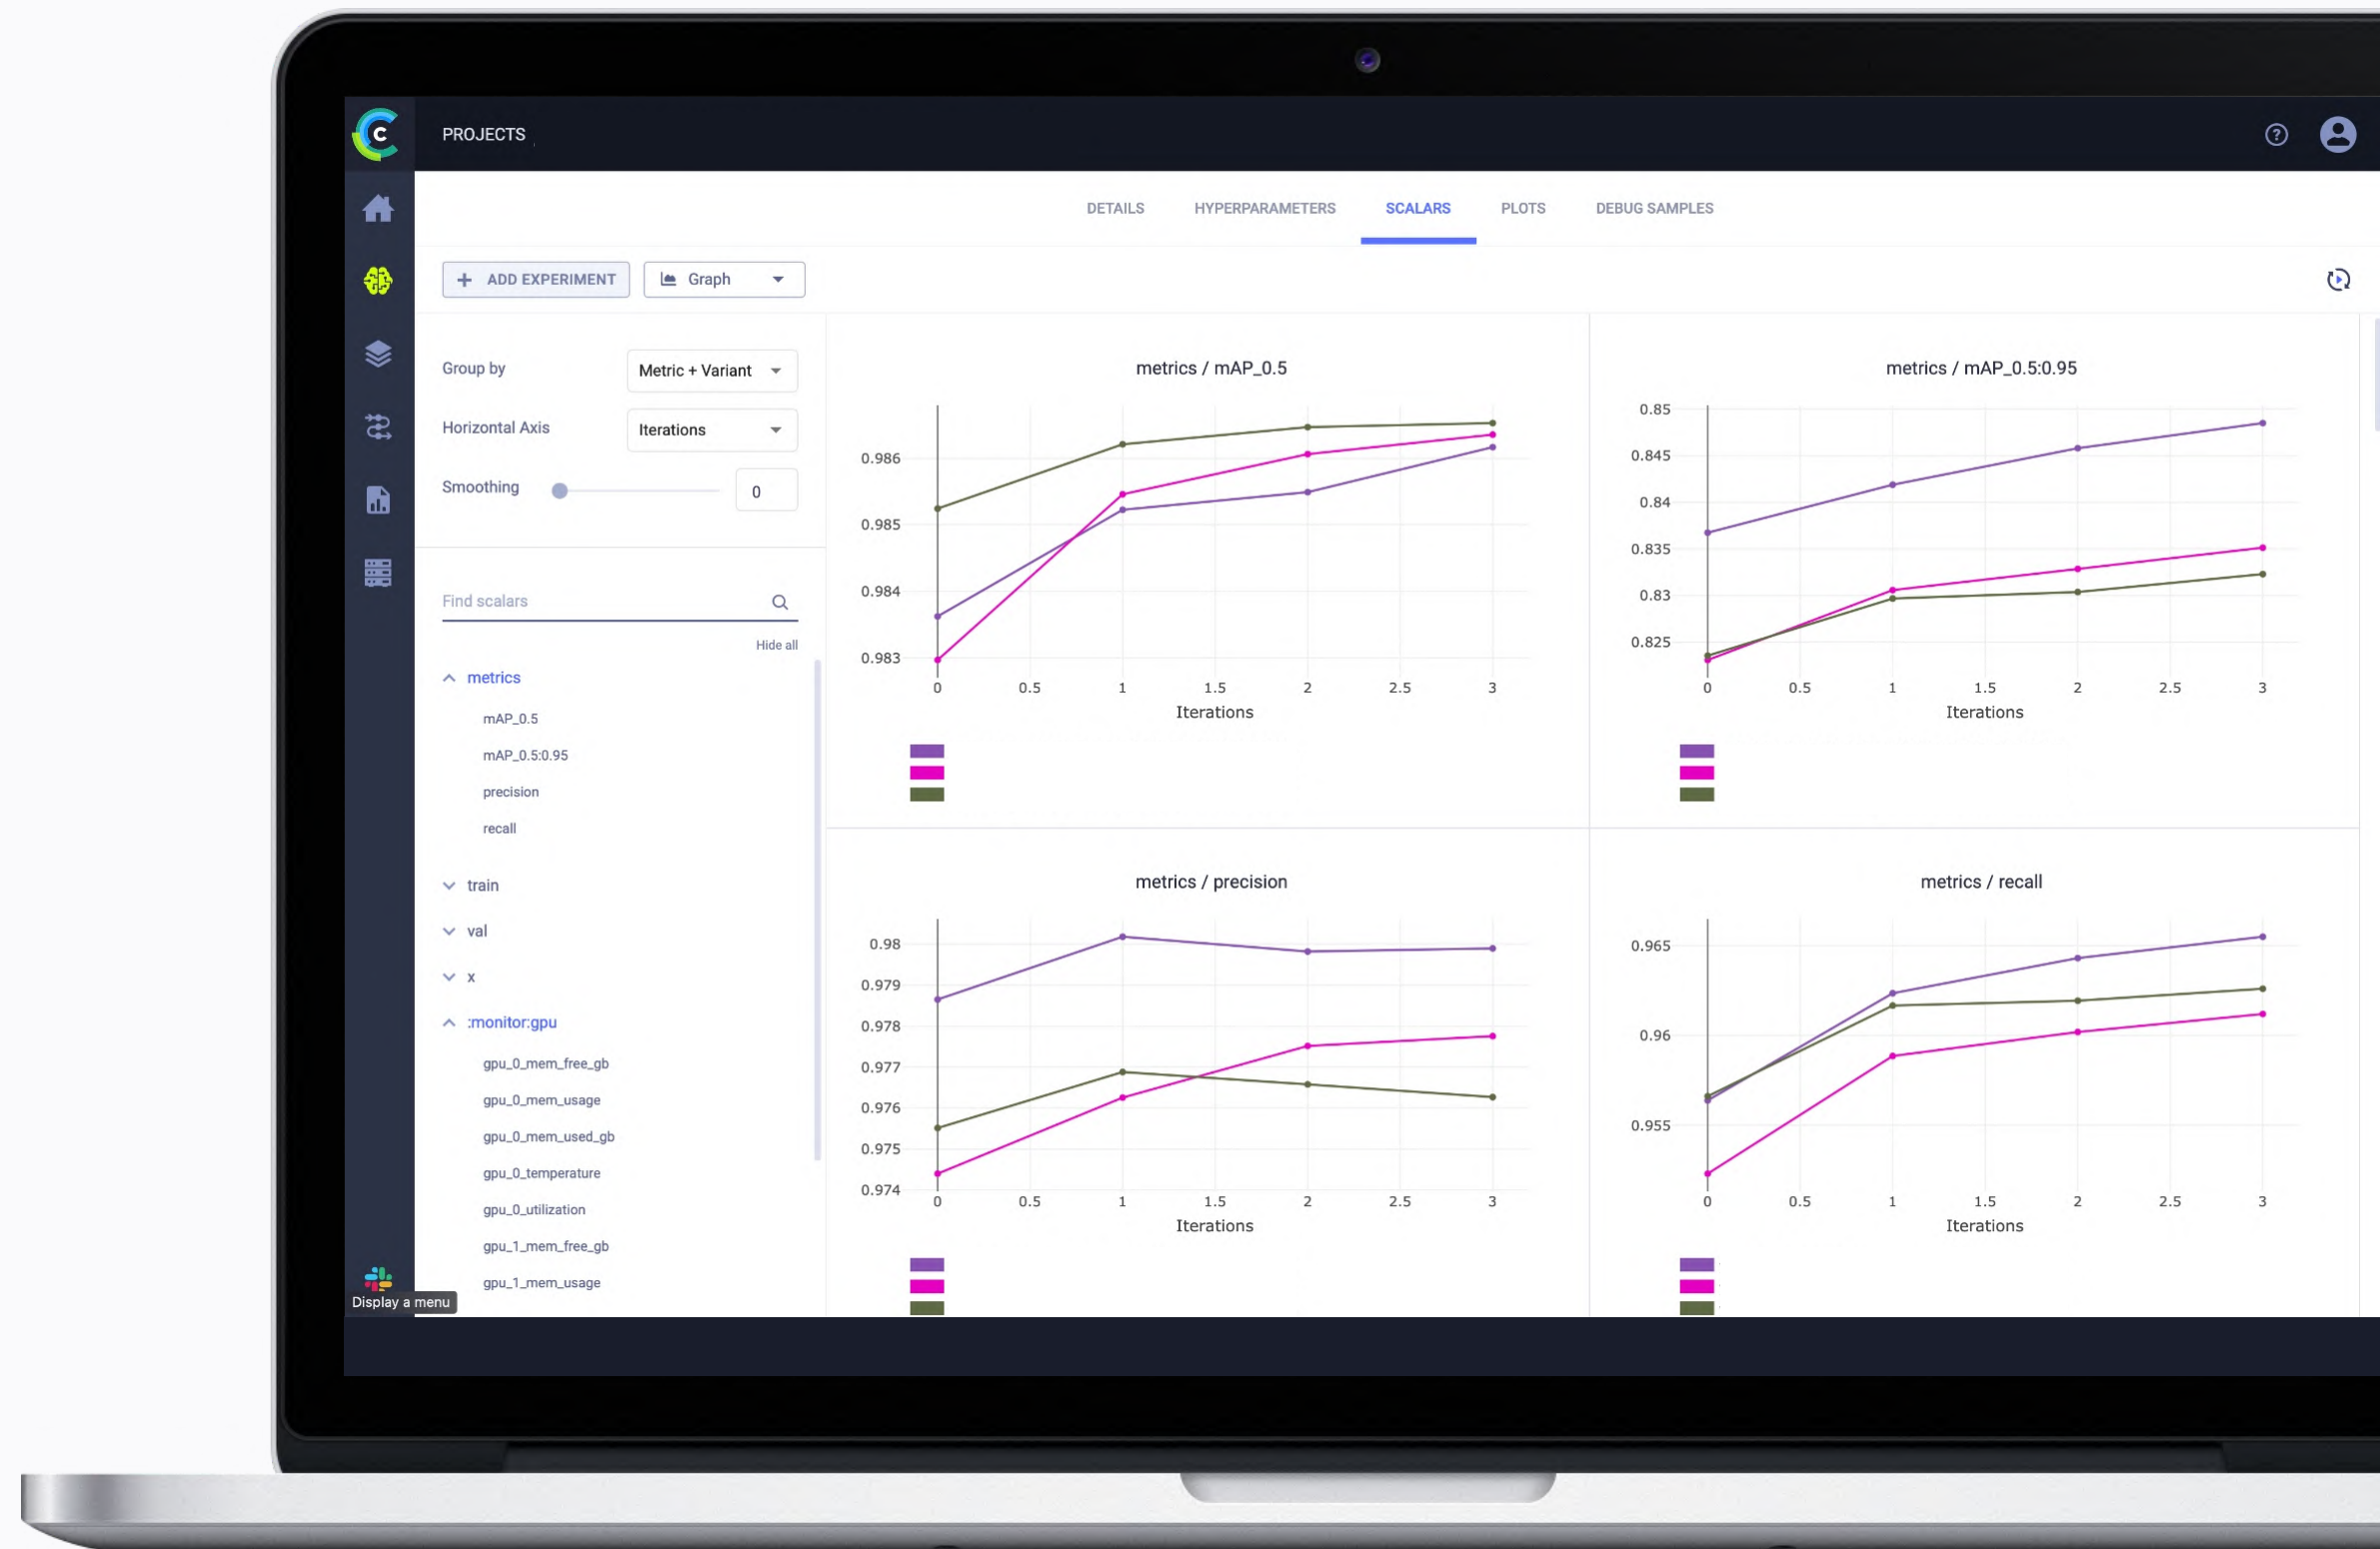 C
PROJECTS
?
DETAILS
HYPERPARAMETERS
SCALARS
PLOTS
DEBUG SAMPLES
+ ADD EXPERIMENT
Graph
Group by
Metric + Variant
Horizontal Axis
Iterations
Smoothing
0
Find scalars
Hide all
metrics
mAP_0.5
mAP_0.5:0.95
precision
recall
train
val
x
:monitor:gpu
gpu_0_mem_free_gb
gpu_0_mem_usage
gpu_0_mem_used_gb
gpu_0_temperature
gpu_0_utilization
gpu_1_mem_free_gb
gpu_1_mem_usage
Display a menu
metrics / mAP_0.5
0.986
0.985
0.984
0.983
0 0.5 1 1.5 2 2.5 3
Iterations
metrics / mAP_0.5:0.95
0.85
0.845
0.84
0.835
0.83
0.825
0 0.5 1 1.5 2 2.5 3
Iterations
metrics / precision
0.98
0.979
0.978
0.977
0.976
0.975
0.974
0 0.5 1 1.5 2 2.5 3
Iterations
metrics / recall
0.965
0.96
0.955
0 0.5 1 1.5 2 2.5 3
Iterations